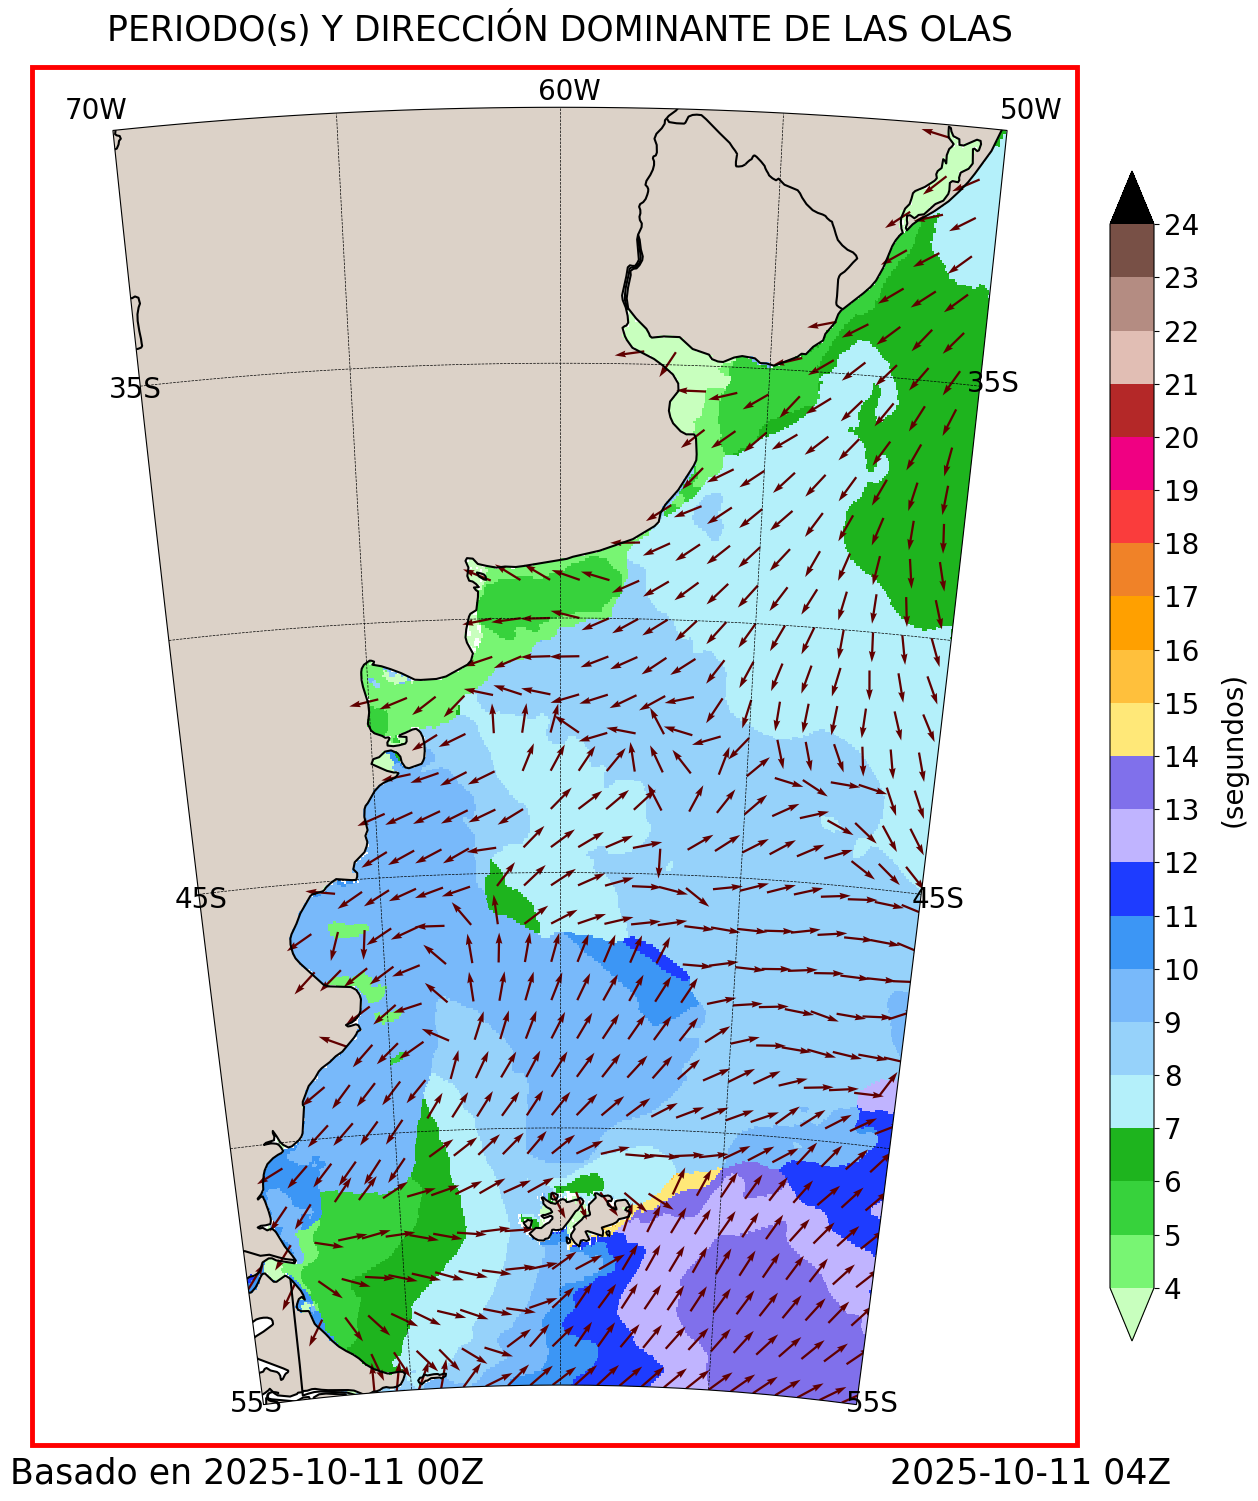 PERIODO(s) Y DIRECCIÓN DOMINANTE DE LAS OLAS
70W
60W
50W
35S
35S
45S
45S
55S
55S
24
23
22
21
20
19
18
17
16
15
14
13
12
11
10
9
8
7
6
5
4
(segundos)
Basado en 2025-10-11 00Z
2025-10-11 04Z